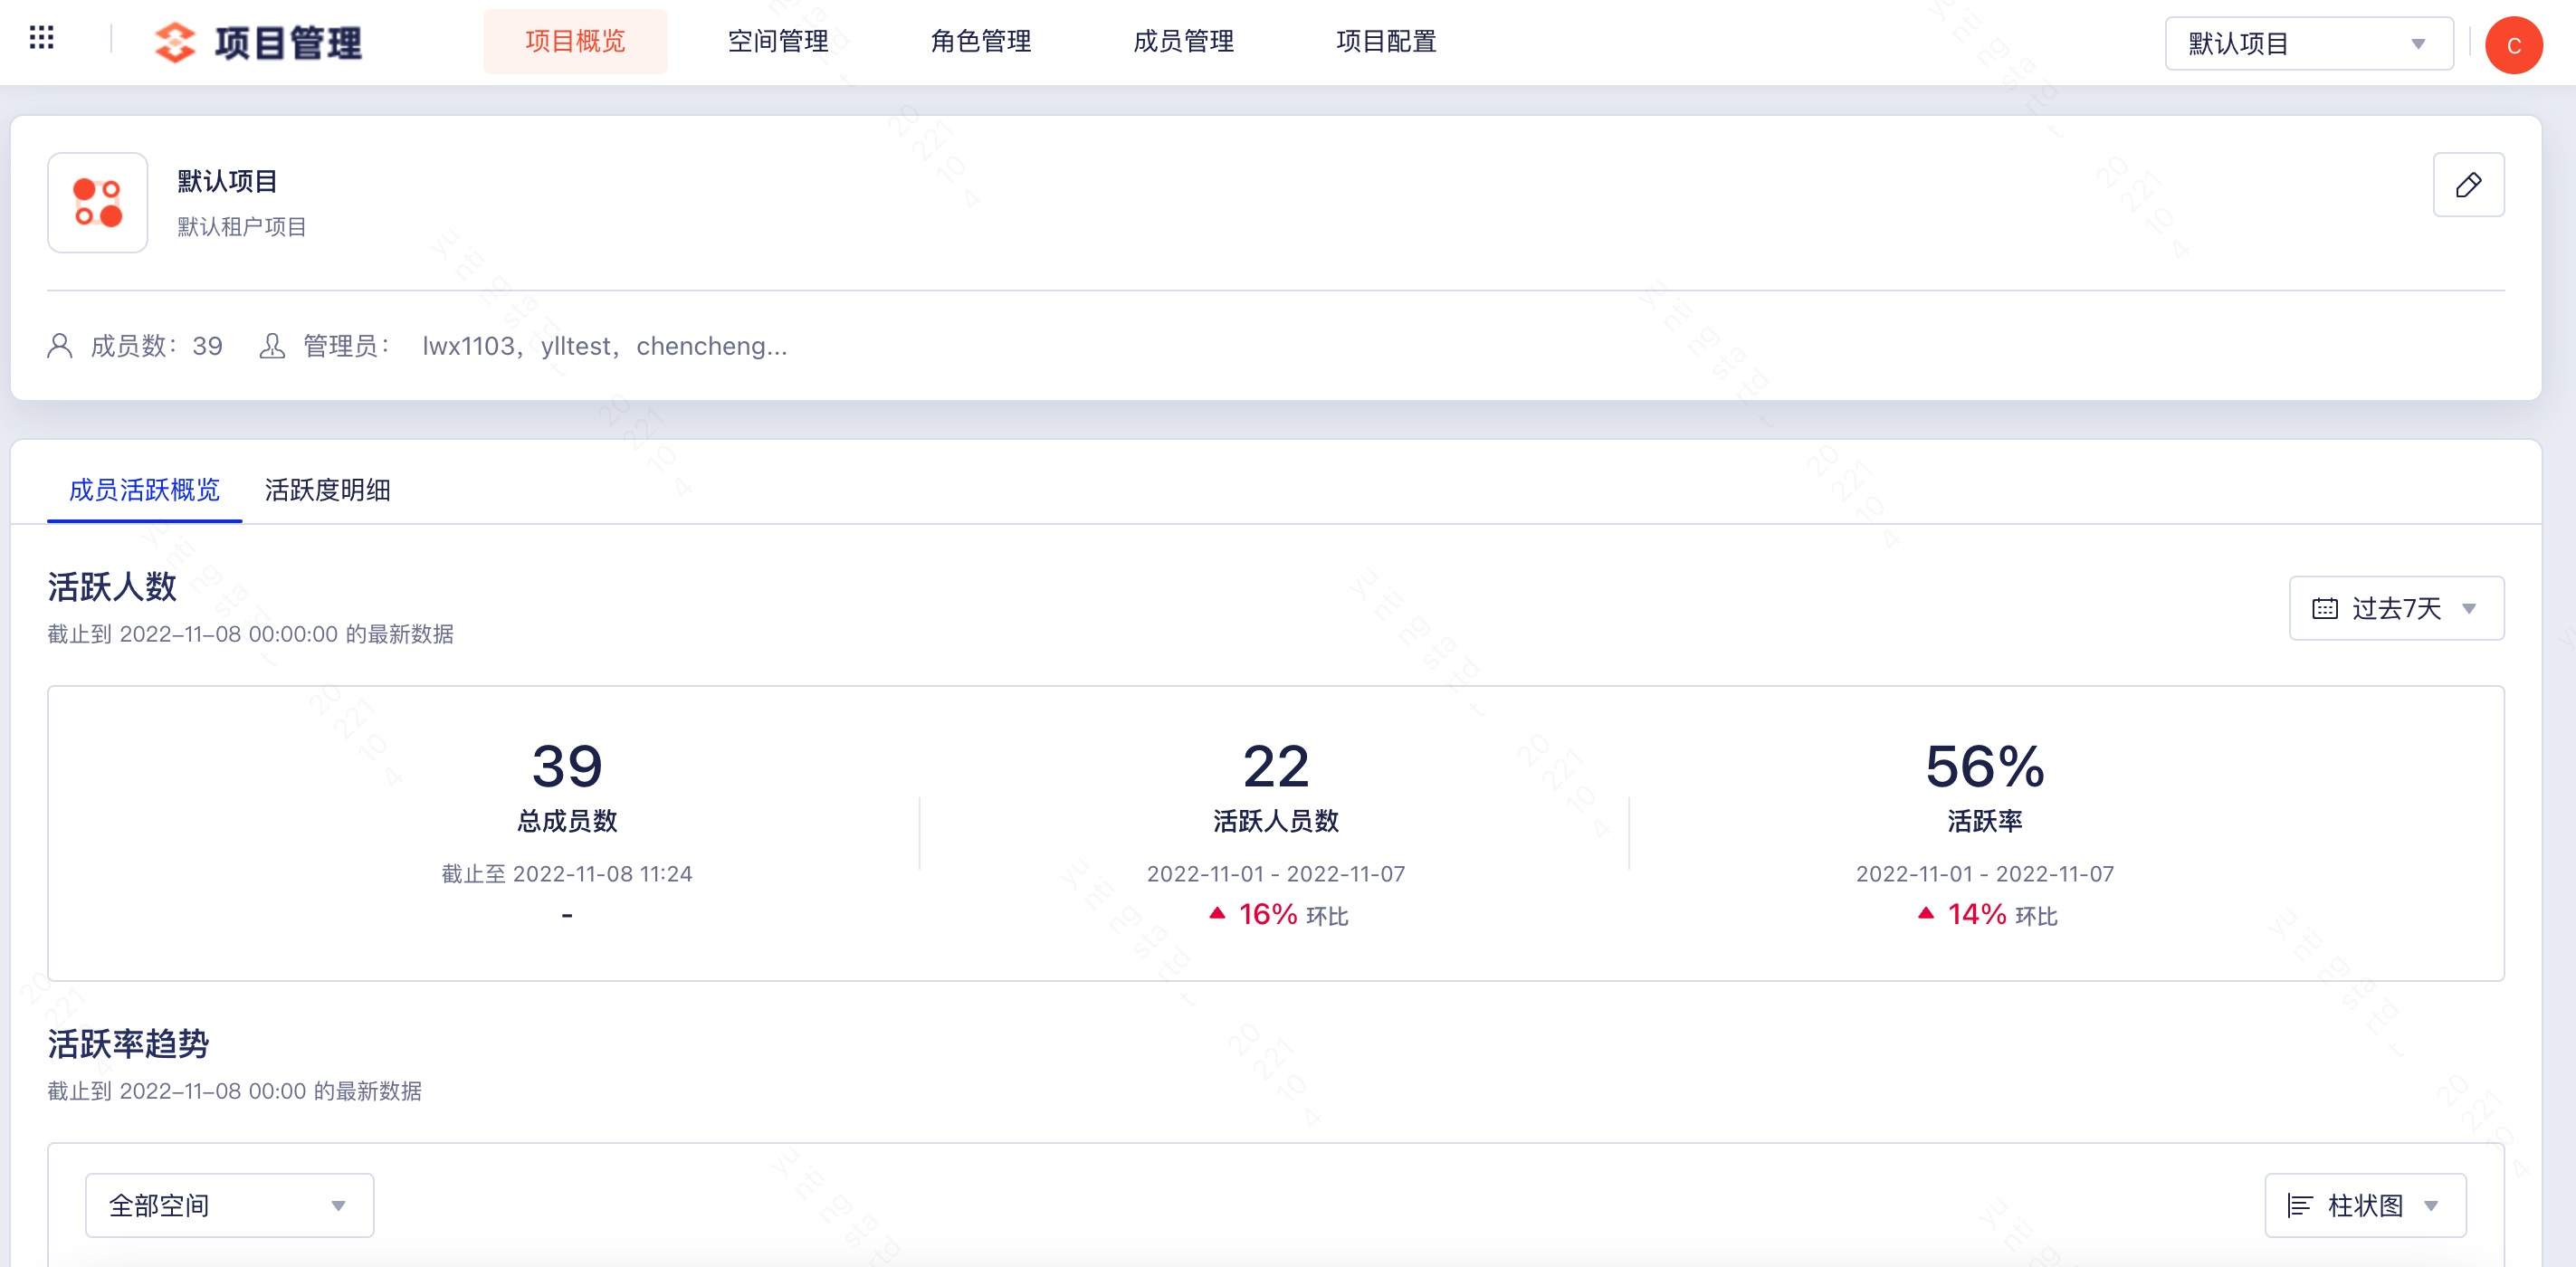 项目管理
项目概览
空间管理
角色管理
成员管理
项目配置
默认项目
C
默认项目
默认租户项目
成员数：39
管理员： lwx1103，ylltest，chencheng...
成员活跃概览
活跃度明细
活跃人数
截止到 2022-11-08 00:00:00 的最新数据
过去7天
39
总成员数
截止至 2022-11-08 11:24
-
22
活跃人员数
2022-11-01 - 2022-11-07
16% 环比
56%
活跃率
2022-11-01 - 2022-11-07
14% 环比
活跃率趋势
截止到 2022-11-08 00:00 的最新数据
全部空间
柱状图